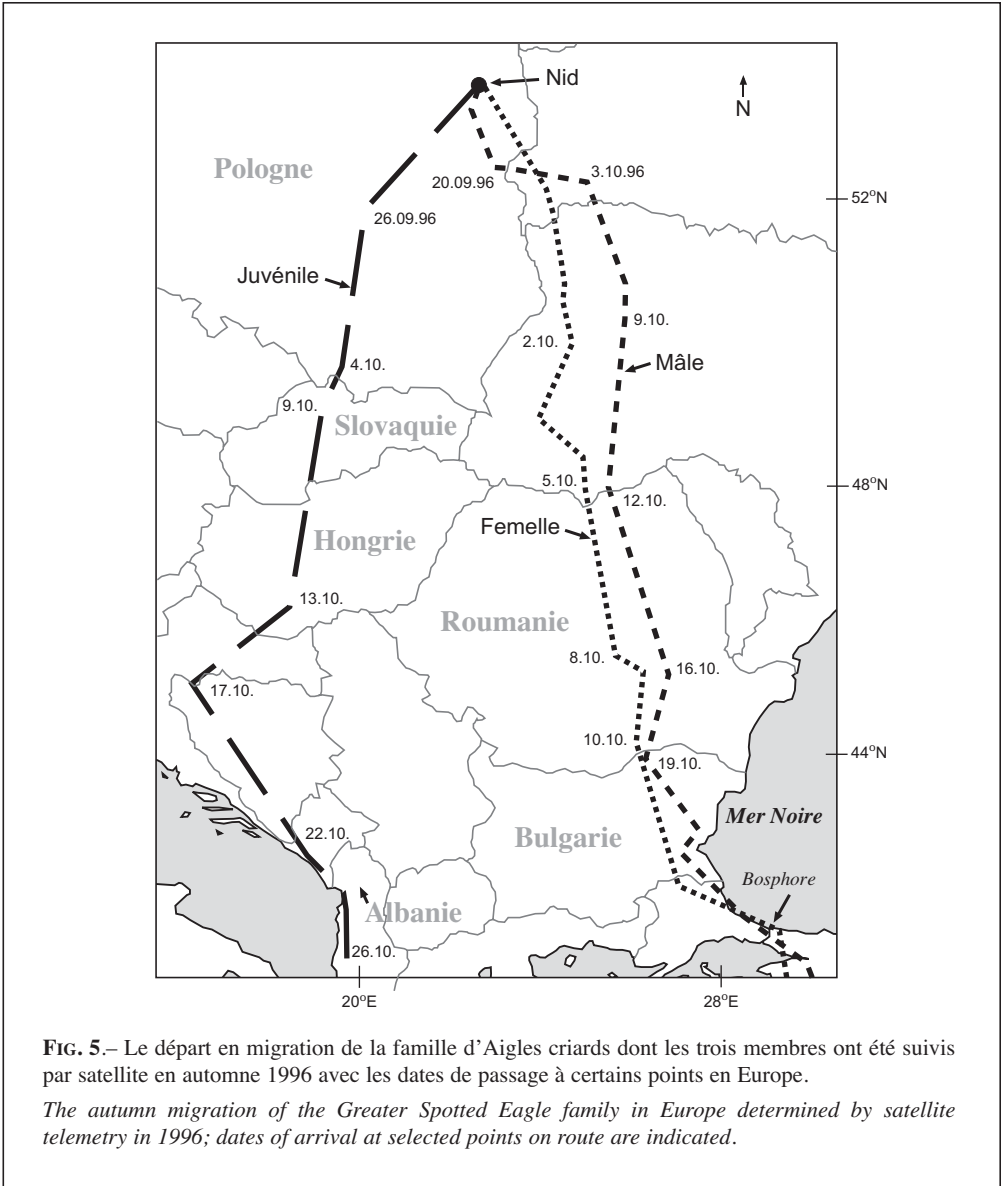 Nid
N
Pologne
20.09.96
3.10.96
52°N
26.09.96
Juvénile
9.10.
2.10.
4.10.
Mâle
9.10.
Slovaquie
5.10.
48°N
12.10.
Femelle
Hongrie
13.10.
Roumanie
8.10.
16.10.
17.10.
10.10.
44°N
19.10.
Mer Noire
22.10.
Bulgarie
Bosphore
Albanie
26.10.
20°E
28°E
FIG. 5.– Le départ en migration de la famille d'Aigles criards dont les trois membres ont été suivis
par satellite en automne 1996 avec les dates de passage à certains points en Europe.
The autumn migration of the Greater Spotted Eagle family in Europe determined by satellite
telemetry in 1996; dates of arrival at selected points on route are indicated.